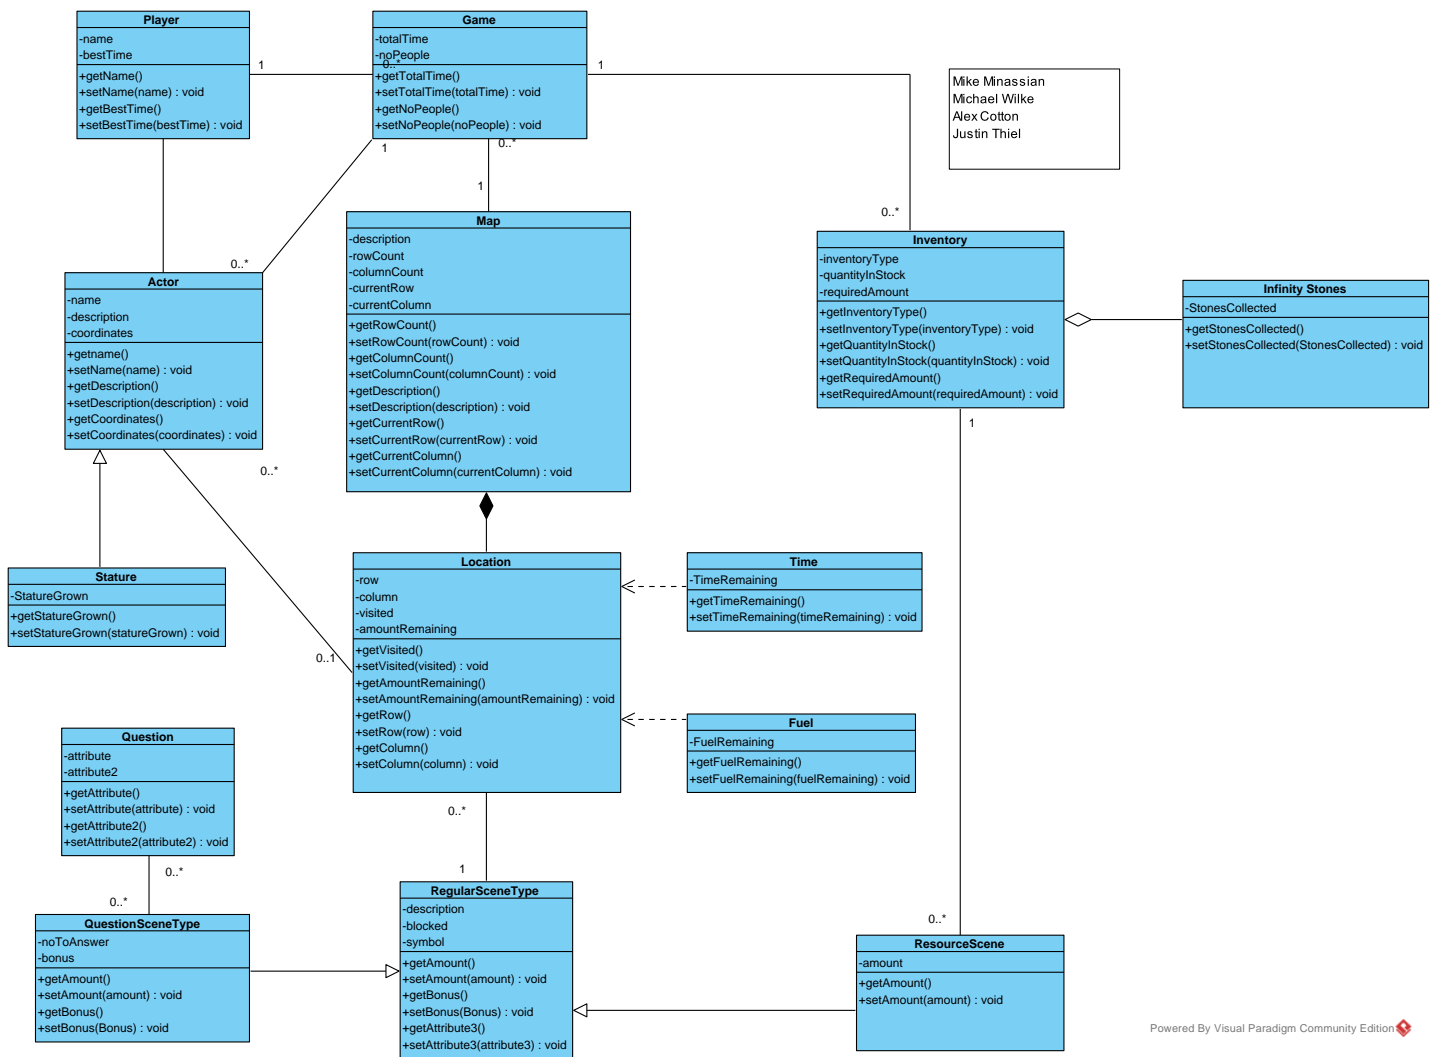 Player
-name
-bestTime
+getName()
+setName(name) : void
+getBestTime()
+setBestTime(bestTime) : void
1
0..*
Game
-totalTime
-noPeople
+getTotalTime()
+setTotalTime(totalTime) : void
+getNoPeople()
+setNoPeople(noPeople) : void
1
Mike Minassian
Michael Wilke
Alex Cotton
Justin Thiel
1
0..*
1
0..*
0..*
Map
-description
-rowCount
-columnCount
-currentRow
-currentColumn
+getRowCount()
+setRowCount(rowCount) : void
+getColumnCount()
+setColumnCount(columnCount) : void
+getDescription()
+setDescription(description) : void
+getCurrentRow()
+setCurrentRow(currentRow) : void
+getCurrentColumn()
+setCurrentColumn(currentColumn) : void
Inventory
-inventoryType
-quantityInStock
-requiredAmount
+getInventoryType()
+setInventoryType(inventoryType) : void
+getQuantityInStock()
+setQuantityInStock(quantityInStock) : void
+getRequiredAmount()
+setRequiredAmount(requiredAmount) : void
1
Infinity Stones
-StonesCollected
+getStonesCollected()
+setStonesCollected(StonesCollected) : void
Actor
-name
-description
-coordinates
+getname()
+setName(name) : void
+getDescription()
+setDescription(description) : void
+getCoordinates()
+setCoordinates(coordinates) : void
0..*
0..1
Stature
-StatureGrown
+getStatureGrown()
+setStatureGrown(statureGrown) : void
Location
-row
-column
-visited
-amountRemaining
+getVisited()
+setVisited(visited) : void
+getAmountRemaining()
+setAmountRemaining(amountRemaining) : void
+getRow()
+setRow(row) : void
+getColumn()
+setColumn(column) : void
0..*
1
Time
-TimeRemaining
+getTimeRemaining()
+setTimeRemaining(timeRemaining) : void
Fuel
-FuelRemaining
+getFuelRemaining()
+setFuelRemaining(fuelRemaining) : void
Question
-attribute
-attribute2
+getAttribute()
+setAttribute(attribute) : void
+getAttribute2()
+setAttribute2(attribute2) : void
0..*
0..*
QuestionSceneType
-noToAnswer
-bonus
+getAmount()
+setAmount(amount) : void
+getBonus()
+setBonus(Bonus) : void
RegularSceneType
-description
-blocked
-symbol
+getAmount()
+setAmount(amount) : void
+getBonus()
+setBonus(Bonus) : void
+getAttribute3()
+setAttribute3(attribute3) : void
0..*
ResourceScene
-amount
+getAmount()
+setAmount(amount) : void
Powered By Visual Paradigm Community Edition